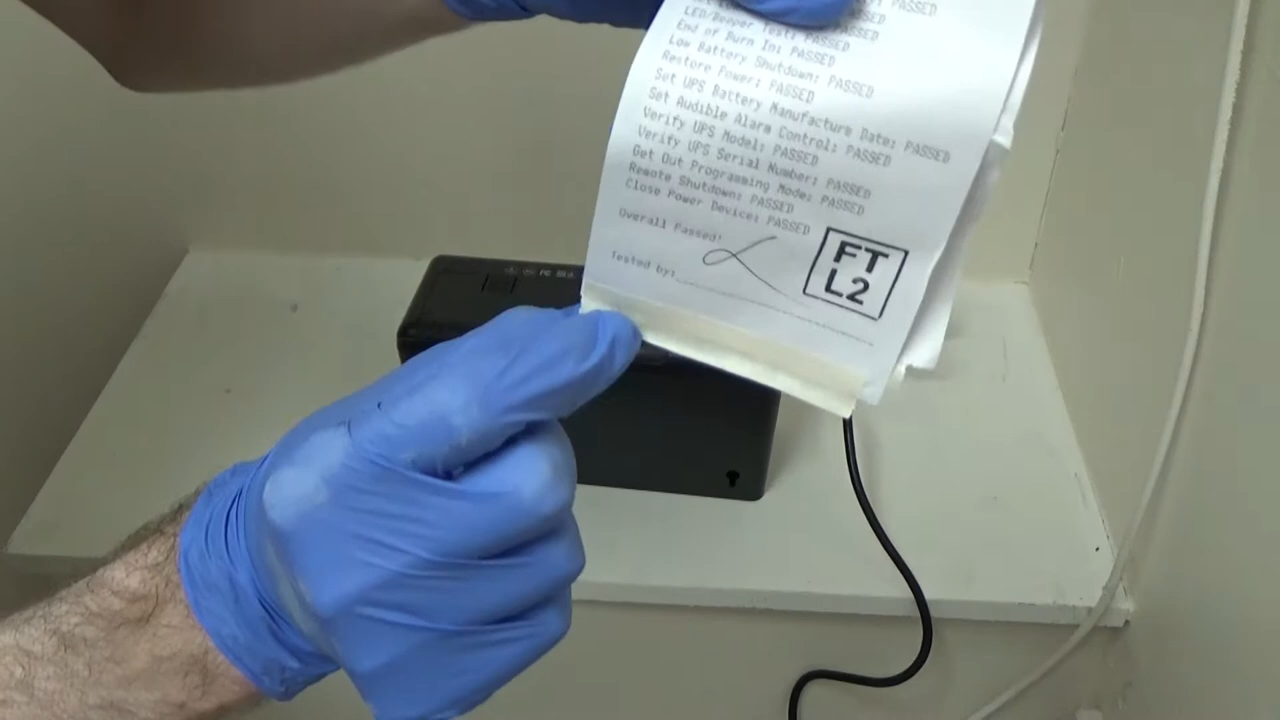 PASSED
PASSED
LED/Beeper Test: PASSED
End of Burn In: PASSED
Low Battery Shutdown: PASSED
Restore Power: PASSED
Set UPS Battery Manufacture Date: PASSED
Set Audible Alarm Control: PASSED
Verify UPS Model: PASSED
Verify UPS Serial Number: PASSED
Get Out Programming Mode: PASSED
Remote Shutdown: PASSED
Close Power Device: PASSED
Overall Passed!
Tested by:
FT
L2